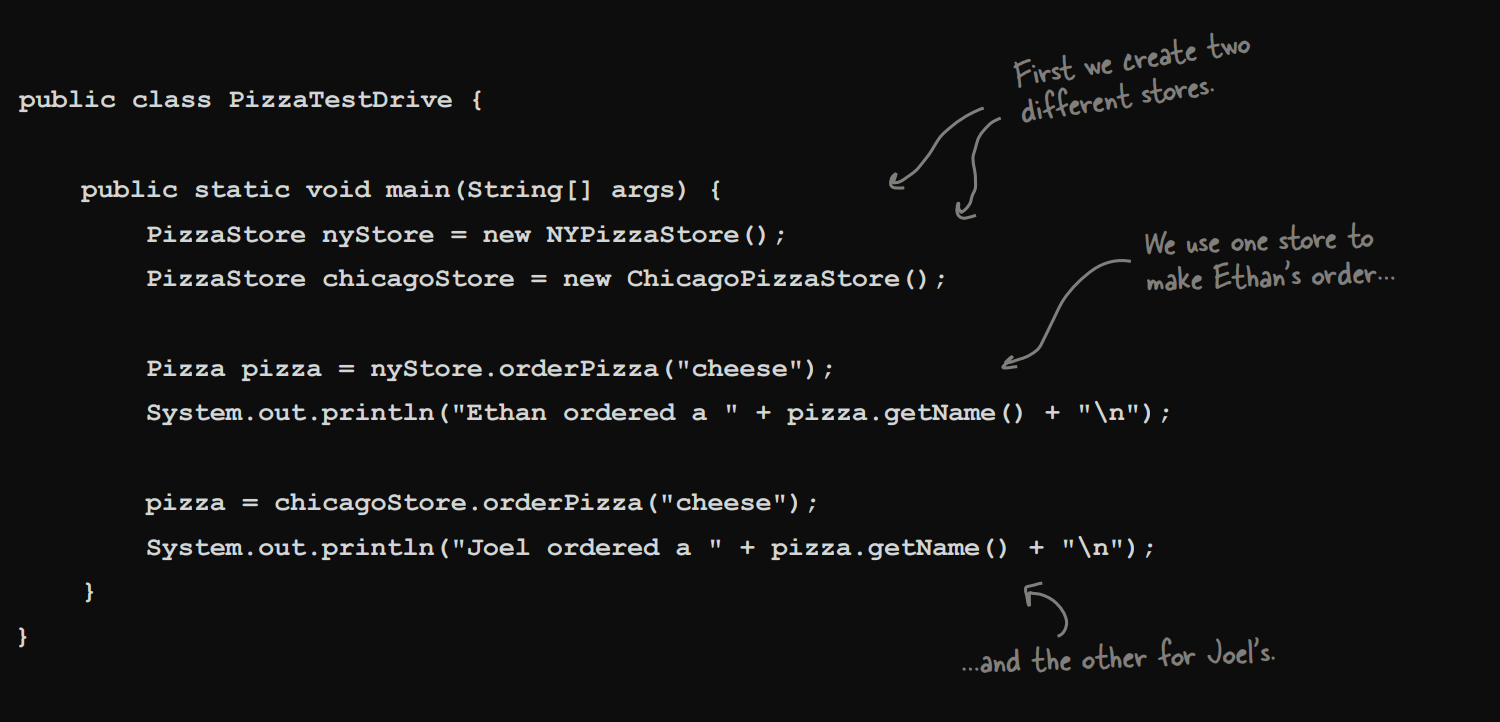 First we create two
different stores.
public class PizzaTestDrive {
public static void main(String[] args) {
PizzaStore nyStore = new NYPizzaStore();
PizzaStore chicagoStore = new ChicagoPizzaStore();
We use one store to
make Ethan's order...
Pizza pizza = nyStore.orderPizza("cheese");
System.out.println("Ethan ordered a " + pizza.getName() + "\n");
pizza = chicagoStore.orderPizza("cheese");
System.out.println("Joel ordered a " + pizza.getName() + "\n");
}
}
...and the other for Joel's.